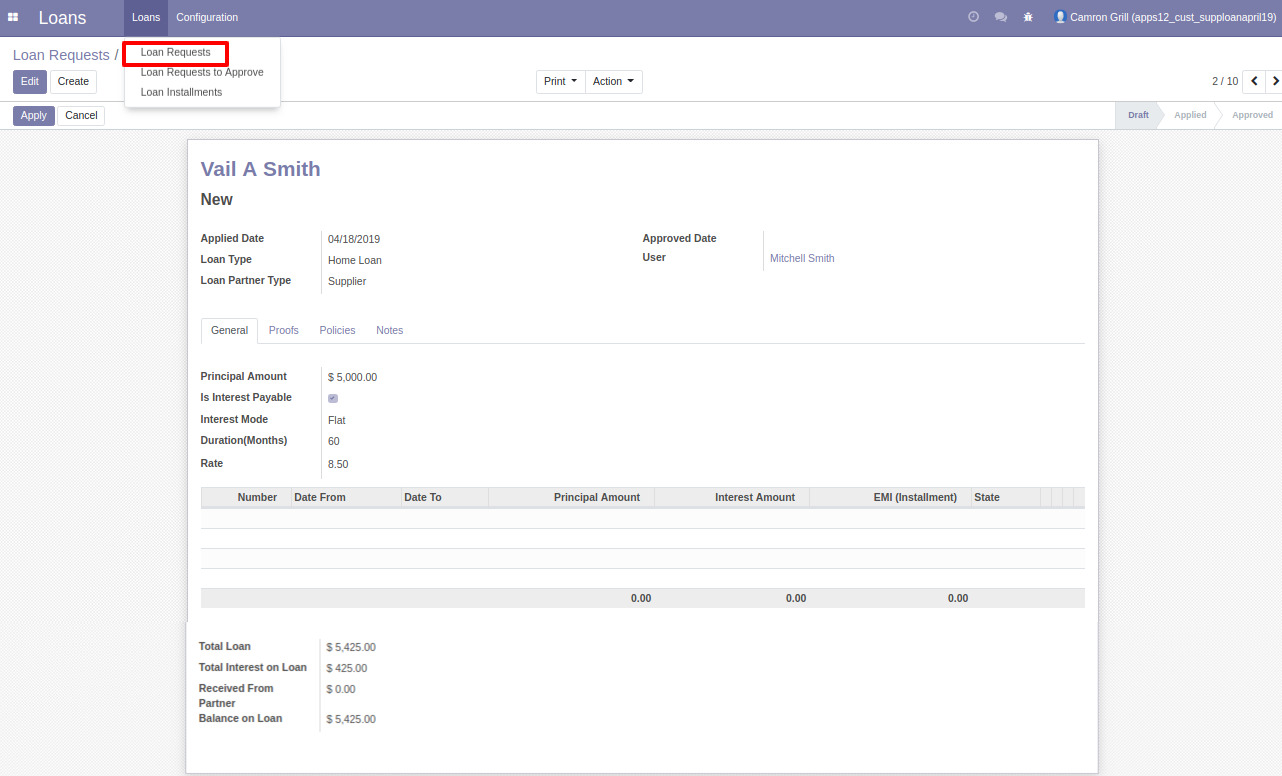 Loans Loans Configuration Camron Grill (apps12_cust_supploanapril19)
Loan Requests /
Loan Requests
Loan Requests to Approve
Loan Installments
Edit Create Print Action 2 / 10
Apply Cancel Draft Applied Approved
Vail A Smith
New
Applied Date 04/18/2019 Approved Date
Loan Type Home Loan User Mitchell Smith
Loan Partner Type Supplier
General Proofs Policies Notes
Principal Amount $ 5,000.00
Is Interest Payable
Interest Mode Flat
Duration(Months) 60
Rate 8.50
Number Date From Date To Principal Amount Interest Amount EMI (Installment) State
0.00 0.00 0.00
Total Loan $ 5,425.00
Total Interest on Loan $ 425.00
Received From $ 0.00
Partner
Balance on Loan $ 5,425.00